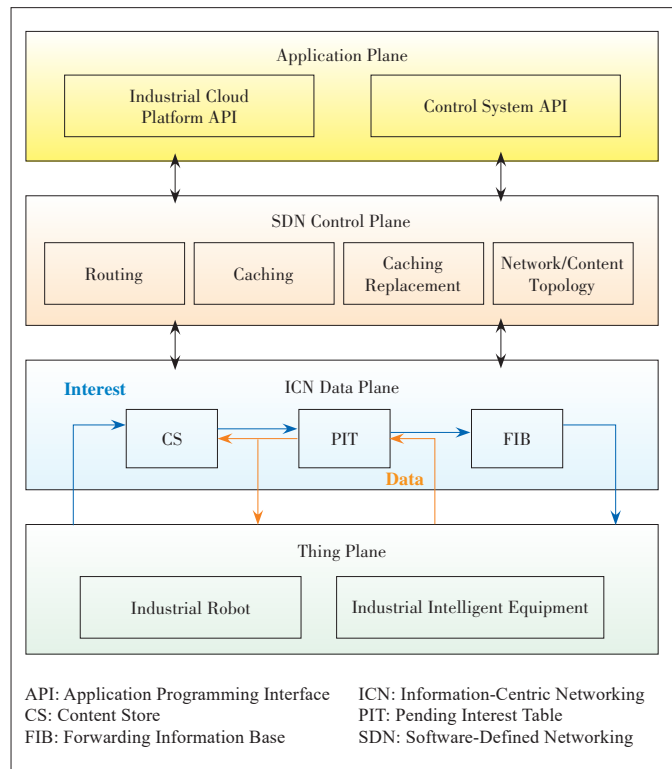 Application Plane
Industrial Cloud
Platform API
Control System API
SDN Control Plane
Routing
Caching
Caching
Replacement
Network/Content
Topology
Interest
ICN Data Plane
CS
PIT
FIB
Data
Thing Plane
Industrial Robot
Industrial Intelligent Equipment
API: Application Programming Interface
CS: Content Store
FIB: Forwarding Information Base
ICN: Information-Centric Networking
PIT: Pending Interest Table
SDN: Software-Defined Networking